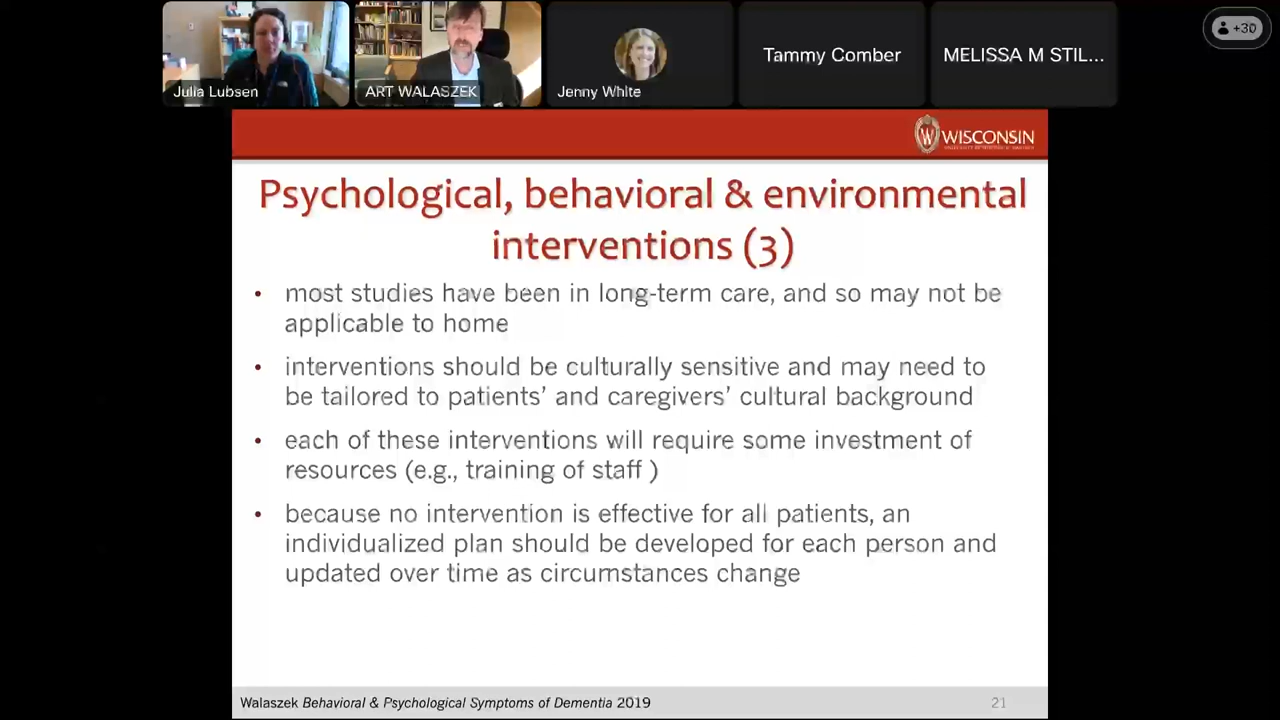 Julia Lubsen
ART WALASZEK
Jenny White
Tammy Comber
MELISSA M STIL...
+30
W WISCONSIN
Psychological, behavioral & environmental
interventions (3)
• most studies have been in long-term care, and so may not be
applicable to home
• interventions should be culturally sensitive and may need to
be tailored to patients’ and caregivers’ cultural background
• each of these interventions will require some investment of
resources (e.g., training of staff )
• because no intervention is effective for all patients, an
individualized plan should be developed for each person and
updated over time as circumstances change
Walaszek Behavioral & Psychological Symptoms of Dementia 2019
21